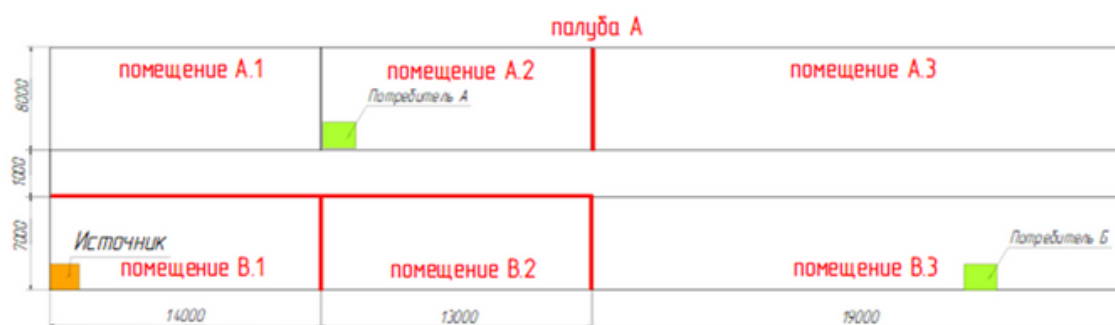 палуба А
помещение А.1
помещение А.2
помещение А.3
Потребитель А
8000
1000
7000
Источник
Потребитель Б
помещение В.1
помещение В.2
помещение В.3
14000
13000
19000